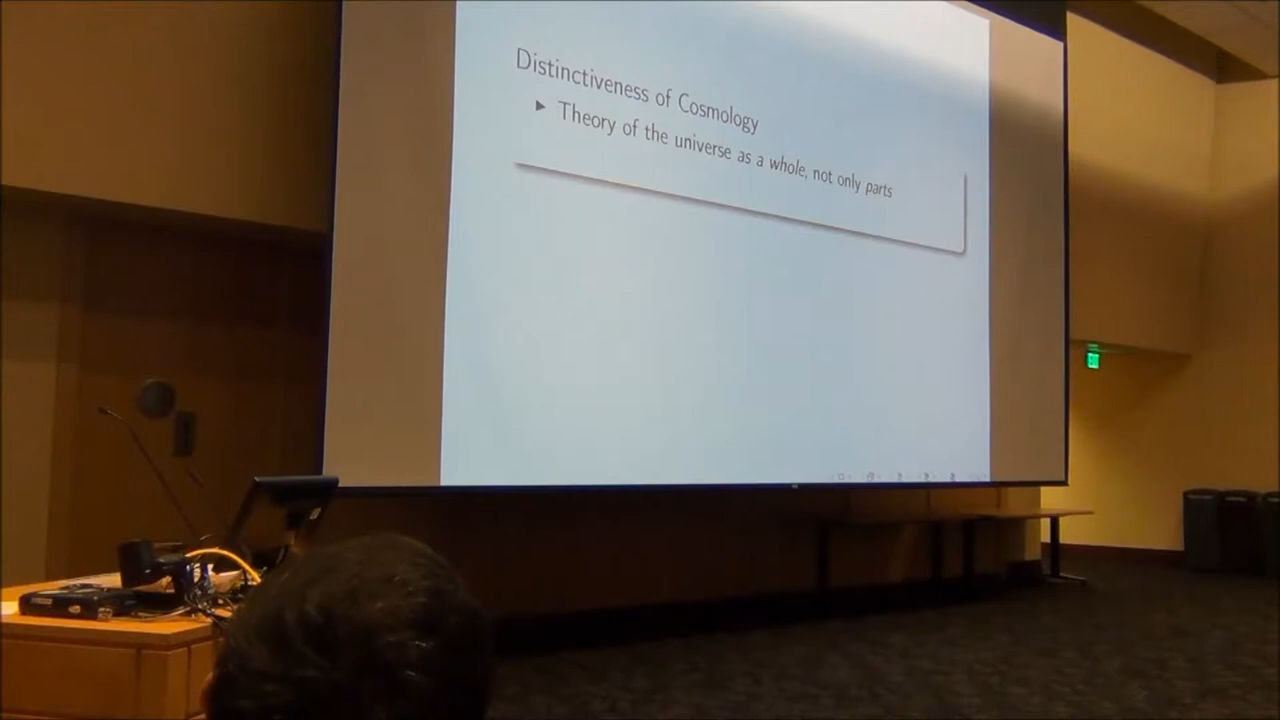 Distinctiveness of Cosmology
Theory of the universe as a whole, not only parts